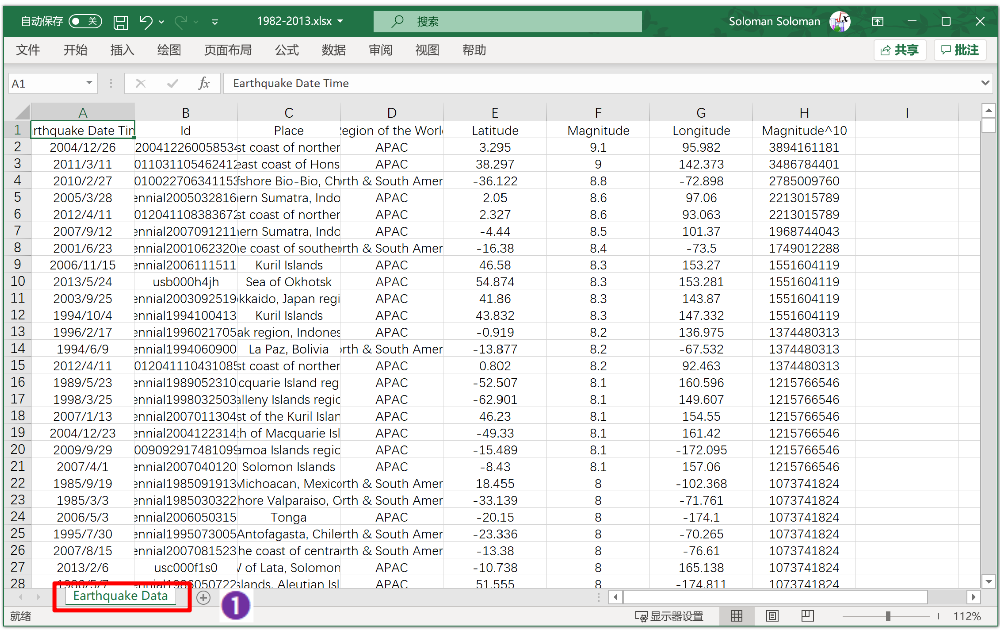 自动保存 关 1982-2013.xlsx 搜索 Soloman Soloman
文件 开始 插入 绘图 页面布局 公式 数据 审阅 视图 帮助 共享 批注
A1 fx Earthquake Date Time
A B C D E F G H I
1 rthquake Date Tin Id Place Region of the World Latitude Magnitude Longitude Magnitude^10
2 2004/12/26 20041226005853 st coast of northern APAC 3.295 9.1 95.982 3894161181
3 2011/3/11 011031105462412 east coast of Hons APAC 38.297 9 142.373 3486784401
4 2010/2/27 0100227063411530 fshore Bio-Bio, Ch orth & South Amer -36.122 8.8 -72.898 2785009760
5 2005/3/28 ennial2005032816 ern Sumatra, Indo APAC 2.05 8.6 97.06 2213015789
6 2012/4/11 0120411083836720 st coast of northern APAC 2.327 8.6 93.063 2213015789
7 2007/9/12 ennial2007091211 ern Sumatra, Indo APAC -4.44 8.5 101.37 1968744043
8 2001/6/23 ennial2001062320 he coast of southe orth & South Amer -16.38 8.4 -73.5 1749012288
9 2006/11/15 ennial2006111511 Kuril Islands APAC 46.58 8.3 153.27 1551604119
10 2013/5/24 usb000h4jh Sea of Okhotsk APAC 54.874 8.3 153.281 1551604119
11 2003/9/25 ennial2003092519 kkaido, Japan regi APAC 41.86 8.3 143.87 1551604119
12 1994/10/4 ennial1994100413 Kuril Islands APAC 43.832 8.3 147.332 1551604119
13 1996/2/17 ennial1996021705 ak region, Indones APAC -0.919 8.2 136.975 1374480313
14 1994/6/9 ennial1994060900 La Paz, Bolivia orth & South Amer -13.877 8.2 -67.532 1374480313
15 2012/4/11 0120411104310850 st coast of northern APAC 0.802 8.2 92.463 1374480313
16 1989/5/23 ennial1989052310 cquarie Island reg APAC -52.507 8.1 160.596 1215766546
17 1998/3/25 ennial1998032503 alleny Islands regio APAC -62.901 8.1 149.607 1215766546
18 2007/1/13 ennial2007011304 st of the Kuril Islan APAC 46.23 8.1 154.55 1215766546
19 2004/12/23 ennial2004122314 h of Macquarie Isl APAC -49.33 8.1 161.42 1215766546
20 2009/9/29 0090929174810990 amoa Islands regio APAC -15.489 8.1 -172.095 1215766546
21 2007/4/1 ennial2007040120 Solomon Islands APAC -8.43 8.1 157.06 1215766546
22 1985/9/19 ennial1985091913 Michoacan, Mexico rth & South Amer 18.455 8 -102.368 1073741824
23 1985/3/3 ennial1985030322 hore Valparaiso, C orth & South Amer -33.139 8 -71.761 1073741824
24 2006/5/3 ennial2006050315 Tonga APAC -20.15 8 -174.1 1073741824
25 1995/7/30 ennial1995073005 Antofagasta, Chile rth & South Amer -23.336 8 -70.265 1073741824
26 2007/8/15 ennial2007081523 he coast of centra rth & South Amer -13.38 8 -76.61 1073741824
27 2013/2/6 usc000f1s0 of Lata, Solomon APAC -10.738 8 165.138 1073741824
28 1986/5/7 ennial1986050722 slands, Aleutian Isl APAC 51.555 8 -174.811 1073741824
Earthquake Data 1
就绪 显示器设置 112%